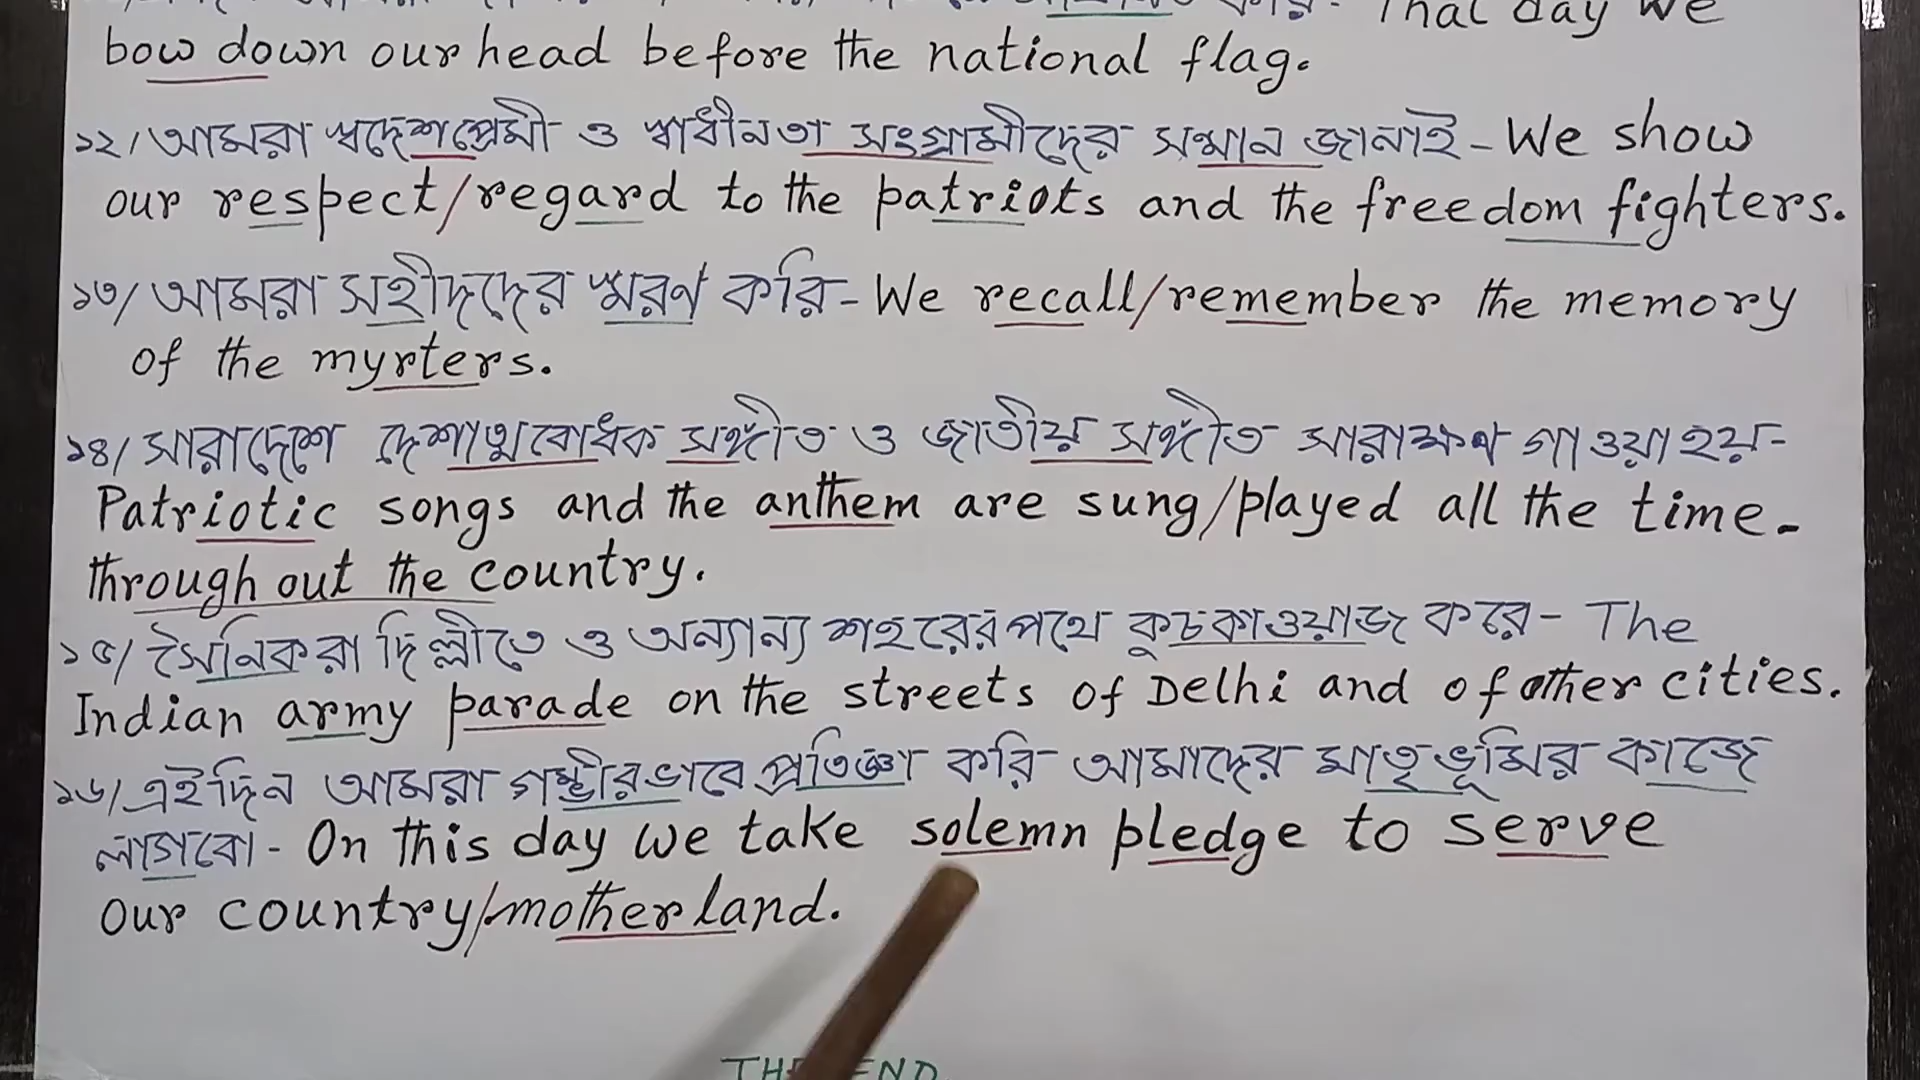 That day we
bow down our head before the national flag.
১২/ আমরা স্বদেশপ্রেমী ও স্বাধীনতা সংগ্রামীদের সম্মান জানাই - We show
our respect/regard to the patriots and the freedom fighters.
১৩/ আমরা সহীদদের স্মরণ করি - We recall/remember the memory
of the myrters.
১৪/ সারাদেশে দেশাত্মবোধক সঙ্গীত ও জাতীয় সঙ্গীত সারাক্ষণ গাওয়া হয় -
Patriotic songs and the anthem are sung/played all the time -
through out the country.
১৫/ সৈনিকরা দিল্লীতে ও অন্যান্য শহরের পথে কুচকাওয়াজ করে - The
Indian army parade on the streets of Delhi and of other cities.
১৬/ এইদিন আমরা গম্ভীরভাবে প্রতিজ্ঞা করি আমাদের মাতৃভূমির কাজে
লাগবো - On this day we take solemn pledge to serve
our country/motherland.
THE END